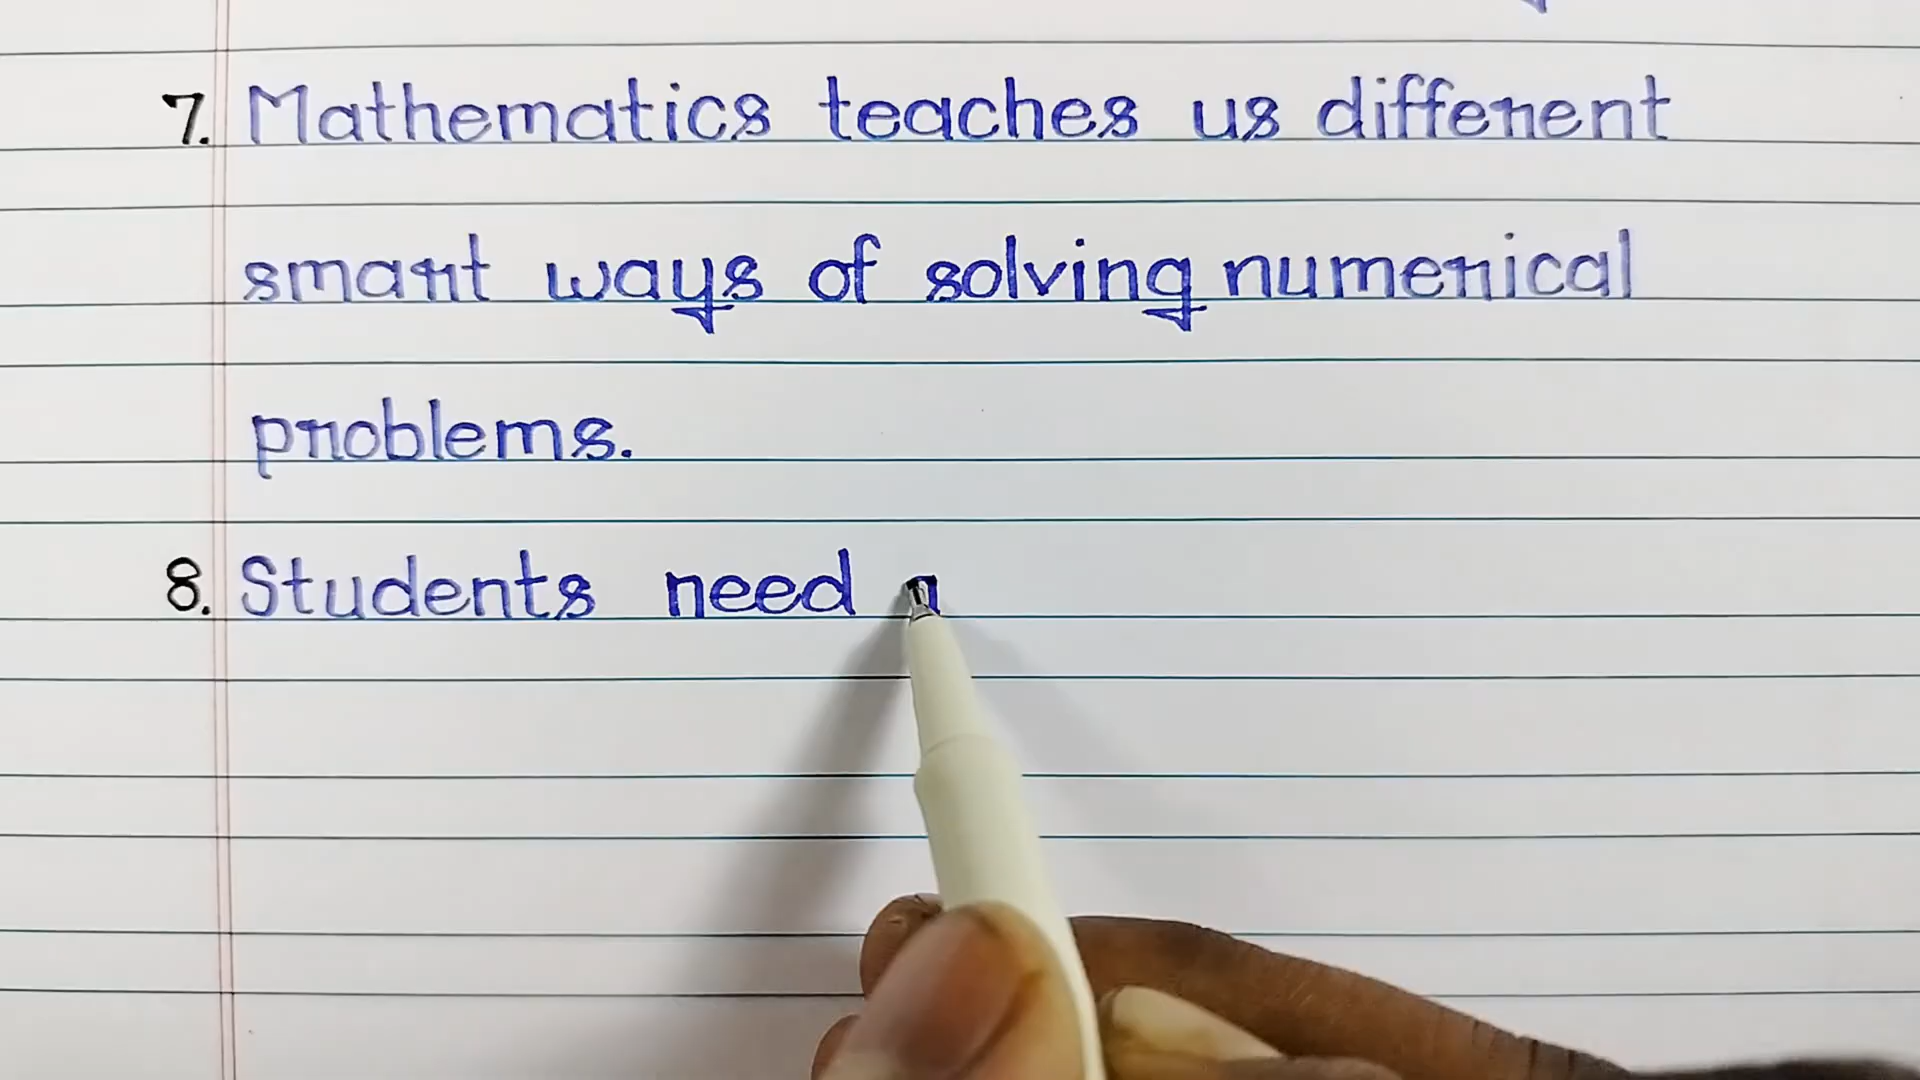 7. Mathematics teaches us different
smart ways of solving numerical
problems.
8. Students need